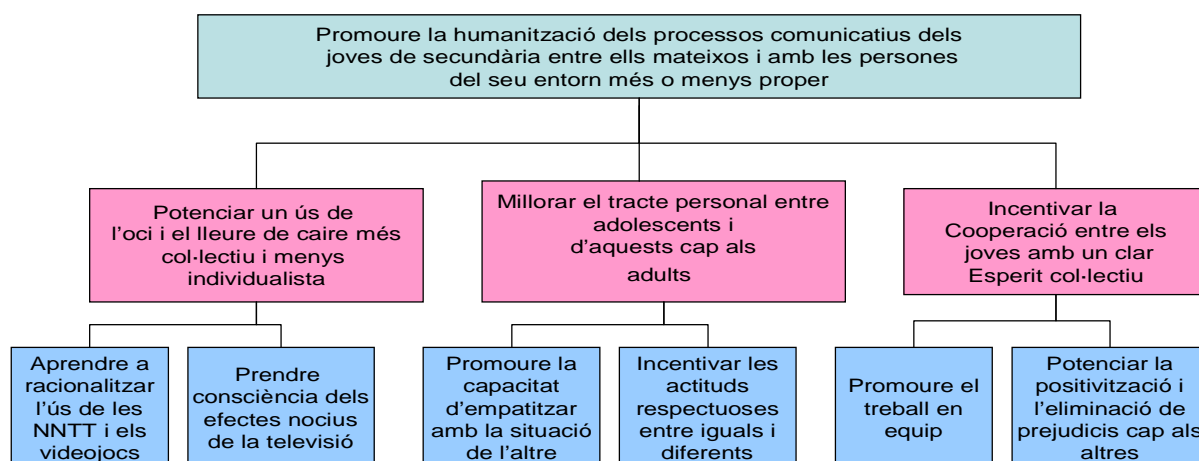 Promoure la humanització dels processos comunicatius dels
joves de secundària entre ells mateixos i amb les persones
del seu entorn més o menys proper
Potenciar un ús de
l'oci i el lleure de caire més
col·lectiu i menys
individualista
Millorar el tracte personal entre
adolescents i
d'aquests cap als
adults
Incentivar la
Cooperació entre els
joves amb un clar
Esperit col·lectiu
Aprendre a
racionalitzar
l'ús de les
NNTT i els
videojocs
Prendre
consciència dels
efectes nocius
de la televisió
Promoure la
capacitat
d'empatitzar
amb la situació
de l'altre
Incentivar les
actituds
respectuoses
entre iguals i
diferents
Promoure el
treball en
equip
Potenciar la
positivització i
l'eliminació de
prejudicis cap als
altres